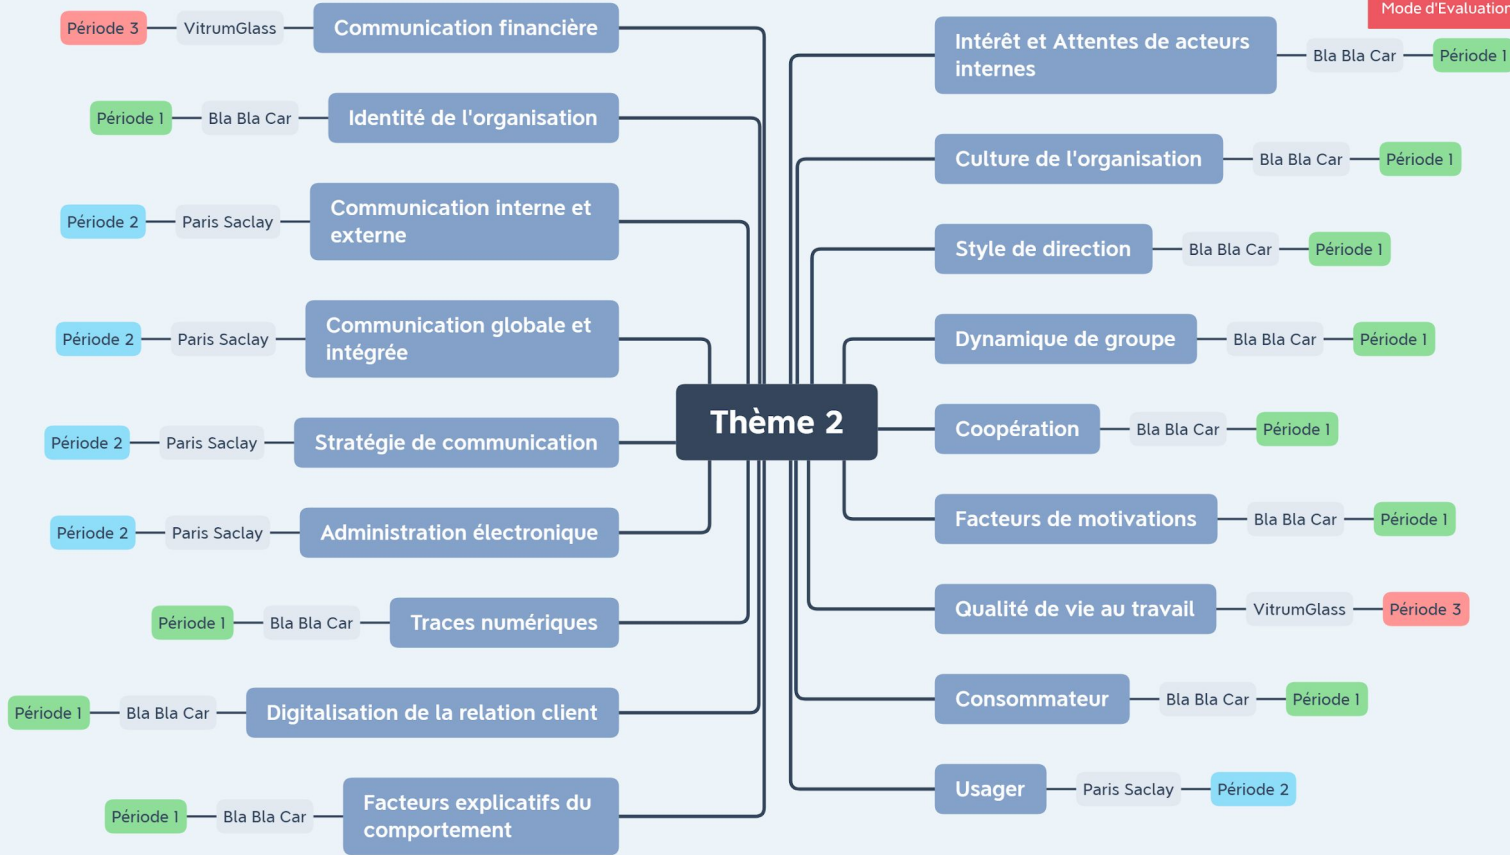 Mode d'Evaluation
Thème 2
Communication financière
VitrumGlass
Période 3
Identité de l'organisation
Bla Bla Car
Période 1
Communication interne et
externe
Paris Saclay
Période 2
Communication globale et
intégrée
Paris Saclay
Période 2
Stratégie de communication
Paris Saclay
Période 2
Administration électronique
Paris Saclay
Période 2
Traces numériques
Bla Bla Car
Période 1
Digitalisation de la relation client
Bla Bla Car
Période 1
Facteurs explicatifs du
comportement
Bla Bla Car
Période 1
Intérêt et Attentes de acteurs
internes
Bla Bla Car
Période 1
Culture de l'organisation
Bla Bla Car
Période 1
Style de direction
Bla Bla Car
Période 1
Dynamique de groupe
Bla Bla Car
Période 1
Coopération
Bla Bla Car
Période 1
Facteurs de motivations
Bla Bla Car
Période 1
Qualité de vie au travail
VitrumGlass
Période 3
Consommateur
Bla Bla Car
Période 1
Usager
Paris Saclay
Période 2